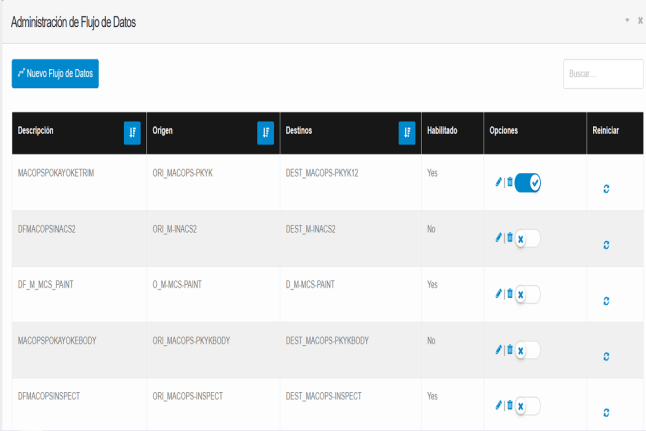 Administración de Flujo de Datos
Nuevo Flujo de Datos
Buscar...
Descripción Origen Destinos Habilitado Opciones Reiniciar
MACOPSPOKAYOKETRIM ORI_MACOPS-PKYK DEST_MACOPS-PKYK12 Yes
DFMACOPSINACS2 ORI_M-INACS2 DEST_M-INACS2 No
DF_M_MCS_PAINT O_M-MCS-PAINT D_M-MCS-PAINT Yes
MACOPSPOKAYOKEBODY ORI_MACOPS-PKYKBODY DEST_MACOPS-PKYKBODY No
DFMACOPSINSPECT ORI_MACOPS-INSPECT DEST_MACOPS-INSPECT Yes